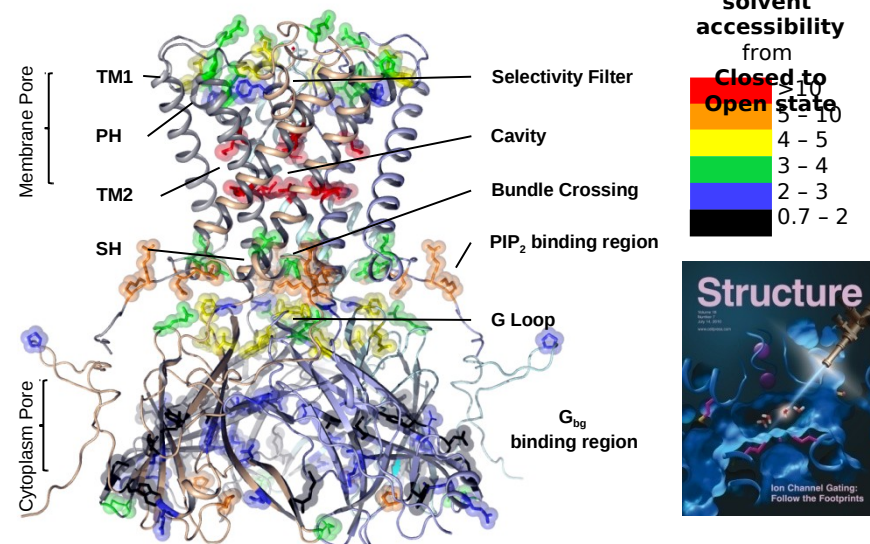 solvent
accessibility
from
Closed to
Open state
>10
5 – 10
4 – 5
3 – 4
2 – 3
0.7 – 2
Membrane Pore
TM1
PH
TM2
SH
Selectivity Filter
Cavity
Bundle Crossing
PIP2 binding region
G Loop
Cytoplasm Pore
Gbg
binding region
Structure
Ion Channel Gating:
Follow the Footprints